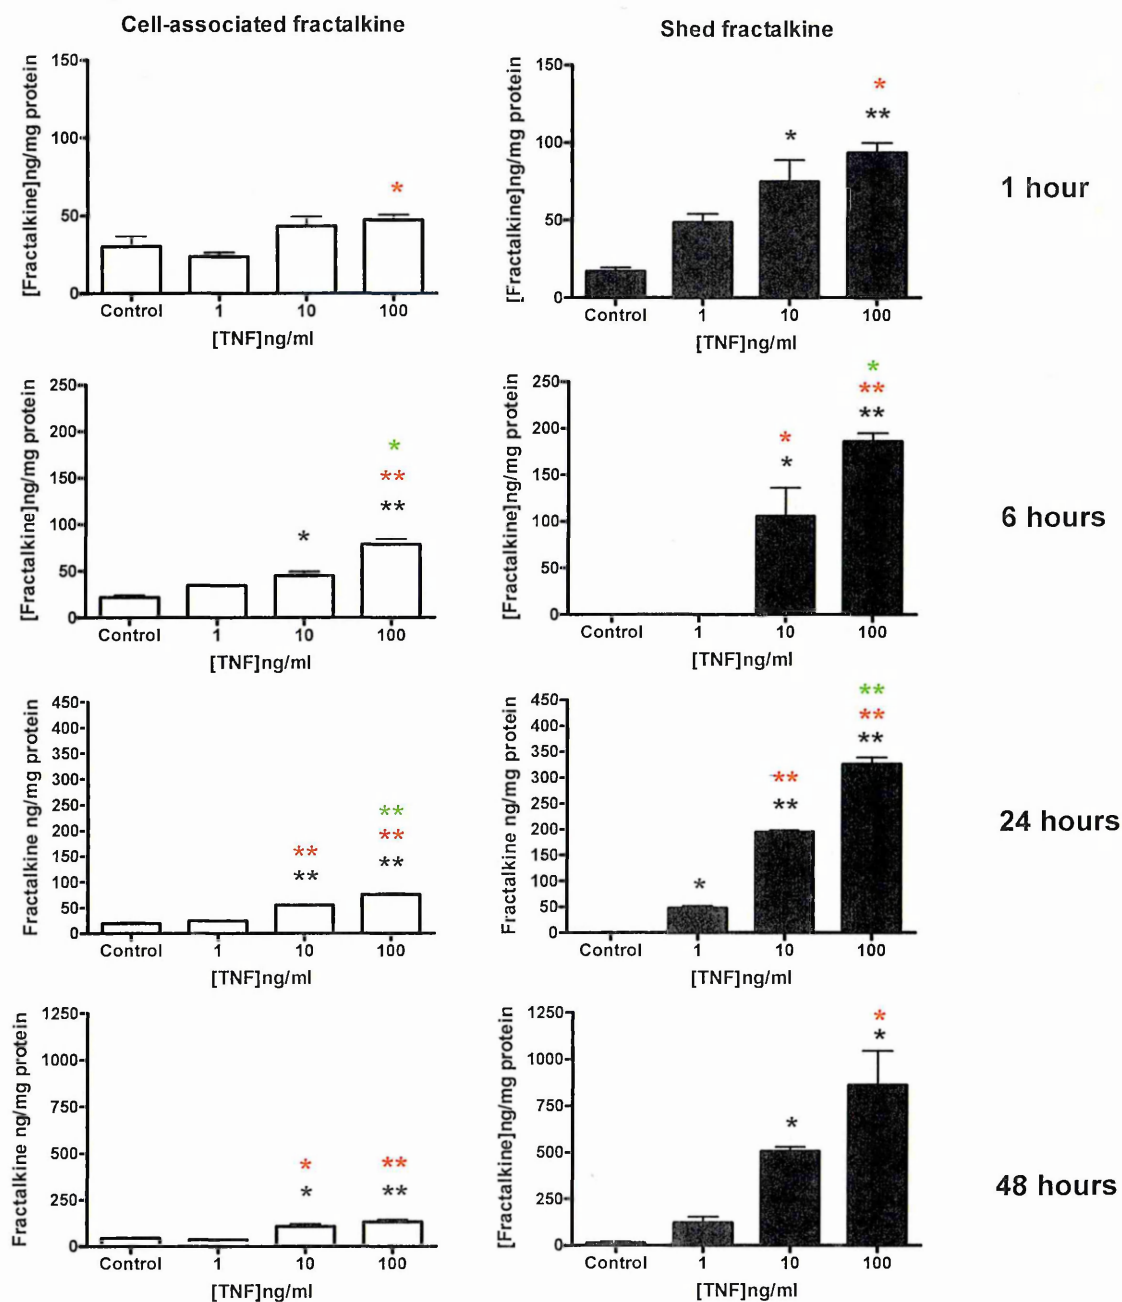 Cell-associated fractalkine
Shed fractalkine
[Fractalkine]ng/mg protein
150
100
50
0
*
Control 1 10 100
[TNF]ng/ml
[Fractalkine]ng/mg protein
150
100
50
0
*
*
**
Control 1 10 100
[TNF]ng/ml
1 hour
[Fractalkine]ng/mg protein
250
200
150
100
50
0
*
*
**
**
Control 1 10 100
[TNF]ng/ml
[Fractalkine]ng/mg protein
250
200
150
100
50
0
*
*
*
**
**
Control 1 10 100
[TNF]ng/ml
6 hours
Fractalkine ng/mg protein
450
400
350
300
250
200
150
100
50
0
**
**
**
**
**
Control 1 10 100
[TNF]ng/ml
Fractalkine ng/mg protein
450
400
350
300
250
200
150
100
50
0
*
**
**
**
**
**
Control 1 10 100
[TNF]ng/ml
24 hours
Fractalkine ng/mg protein
1250
1000
750
500
250
0
*
*
**
**
Control 1 10 100
[TNF]ng/ml
[Fractalkine]ng/mg protein
1250
1000
750
500
250
0
*
*
*
Control 1 10 100
[TNF]ng/ml
48 hours